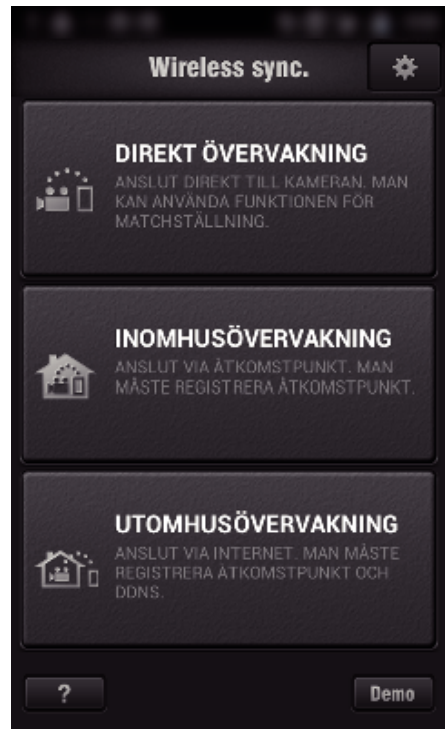 Wireless sync.
DIREKT ÖVERVAKNING
ANSLUT DIREKT TILL KAMERAN. MAN
KAN ANVÄNDA FUNKTIONEN FÖR
MATCHSTÄLLNING.
INOMHUSÖVERVAKNING
ANSLUT VIA ÅTKOMSTPUNKT. MAN
MÅSTE REGISTRERA ÅTKOMSTPUNKT.
UTOMHUSÖVERVAKNING
ANSLUT VIA INTERNET. MAN MÅSTE
REGISTRERA ÅTKOMSTPUNKT OCH
DDNS.
?
Demo